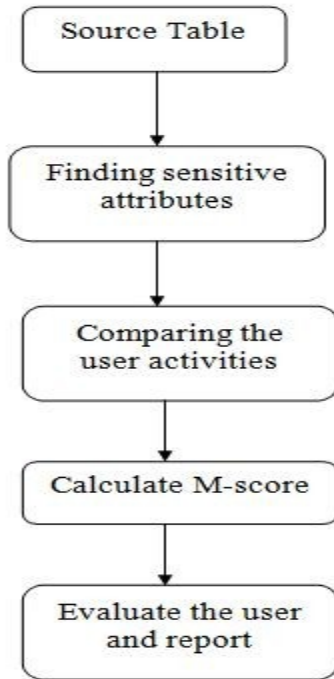 Source Table
Finding sensitive
attributes
Comparing the
user activities
Calculate M-score
Evaluate the user
and report